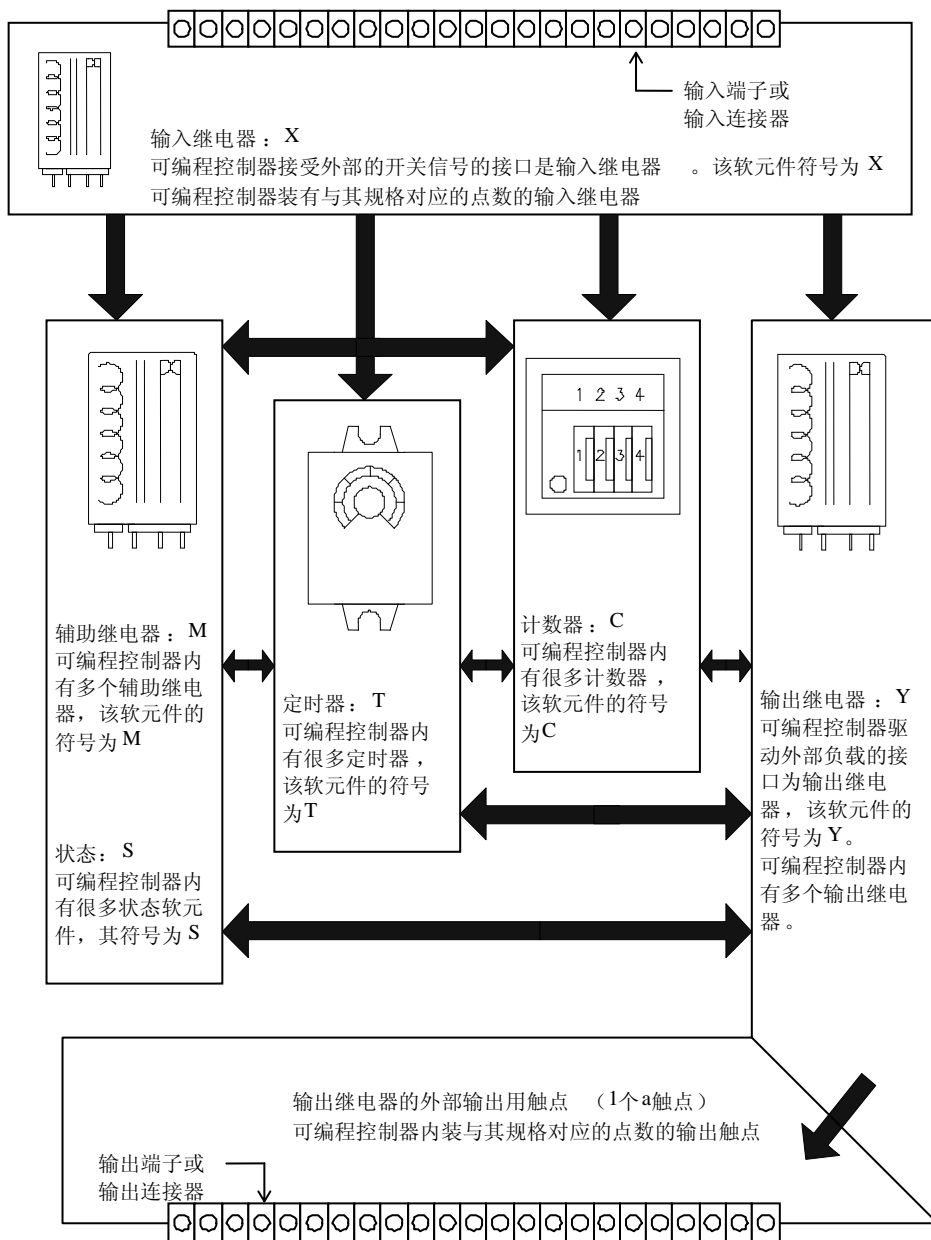 输入端子或
输入连接器
输入继电器：X
可编程控制器接受外部的开关信号的接口是输入继电器 。该软元件符号为 X
可编程控制器装有与其规格对应的点数的输入继电器
辅助继电器：M
可编程控制器内
有多个辅助继电
器，该软元件的
符号为 M
状态：S
可编程控制器内
有很多状态软元
件，其符号为 S
定时器：T
可编程控制器内
有很多定时器，
该软元件的符号
为T
1 2 3 4
1 2 3 4
计数器：C
可编程控制器内
有很多计数器，
该软元件的符号
为C
输出继电器：Y
可编程控制器驱
动外部负载的接
口为输出继电
器，该软元件的
符号为 Y。
可编程控制器内
有多个输出继电
器。
输出继电器的外部输出用触点 （1个a触点）
可编程控制器内装与其规格对应的点数的输出触点
输出端子或
输出连接器